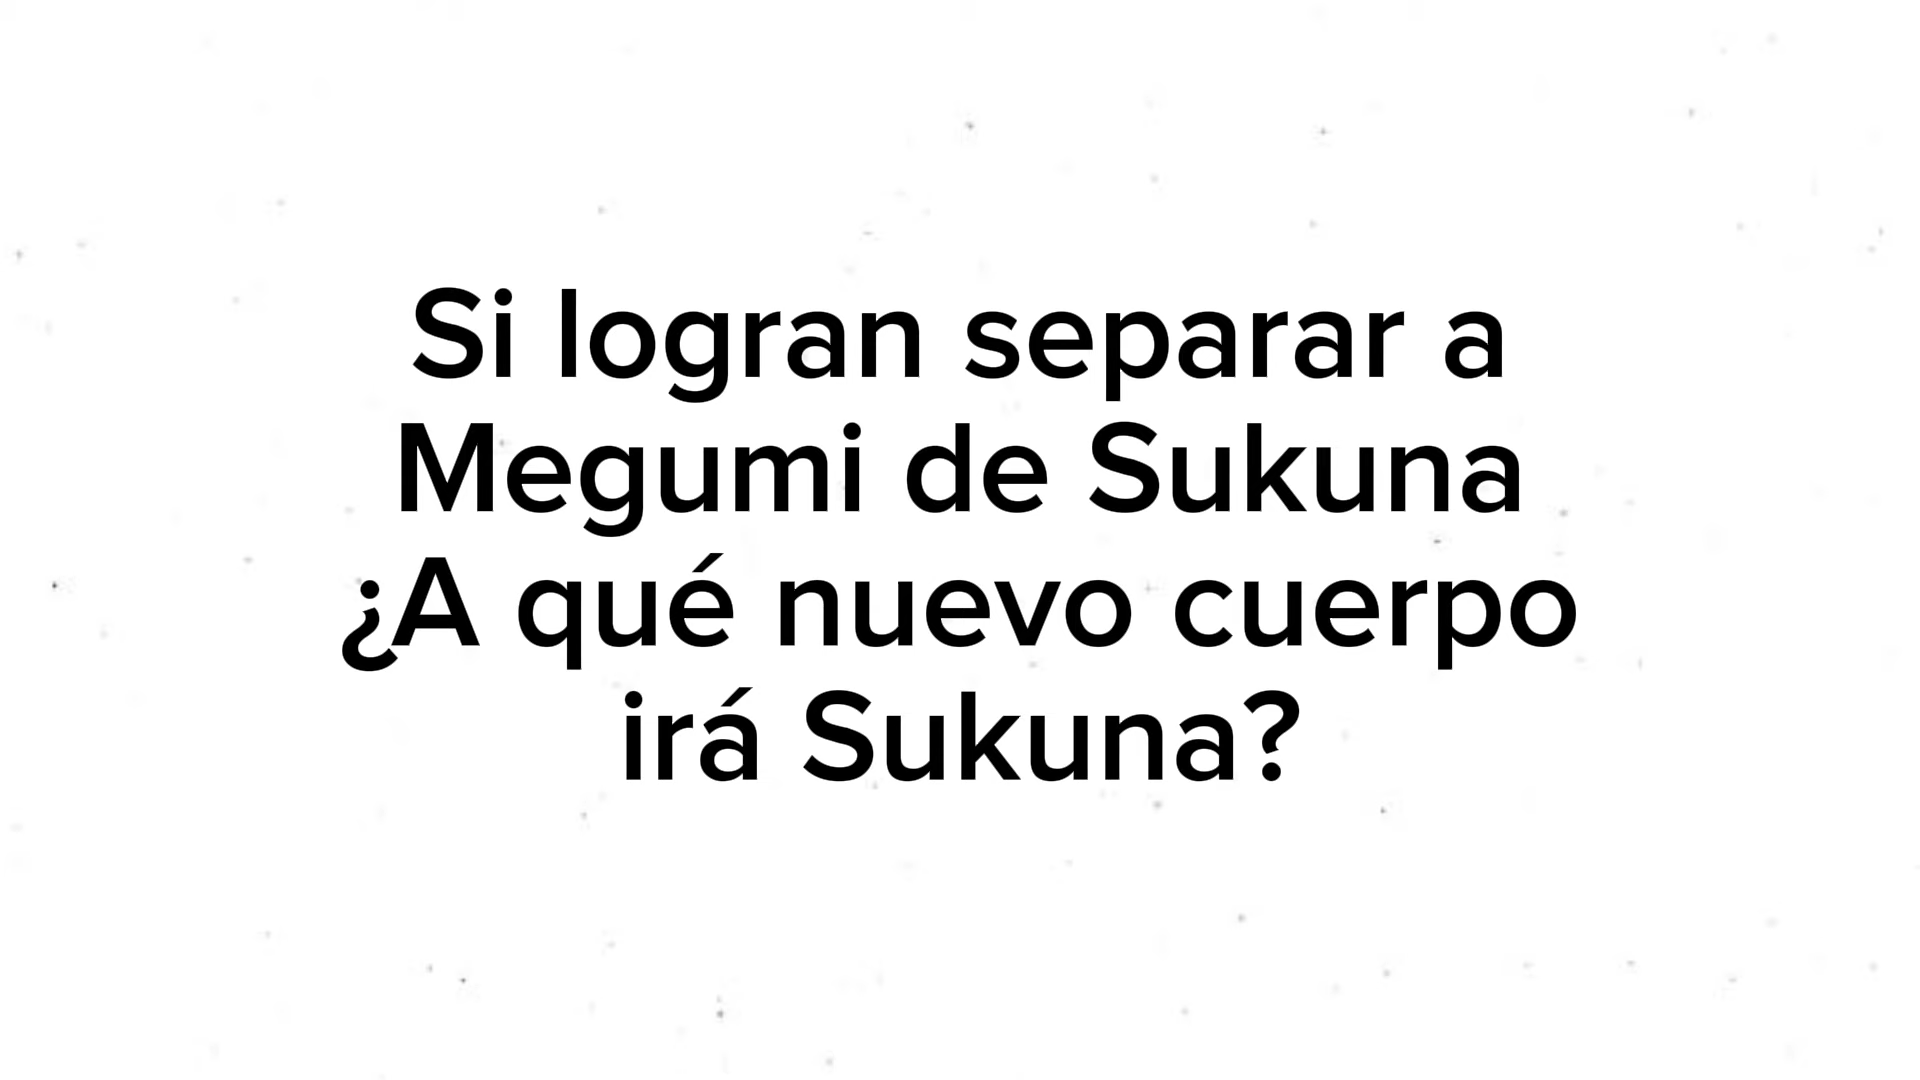 Si logran separar a
Megumi de Sukuna
¿A qué nuevo cuerpo
irá Sukuna?